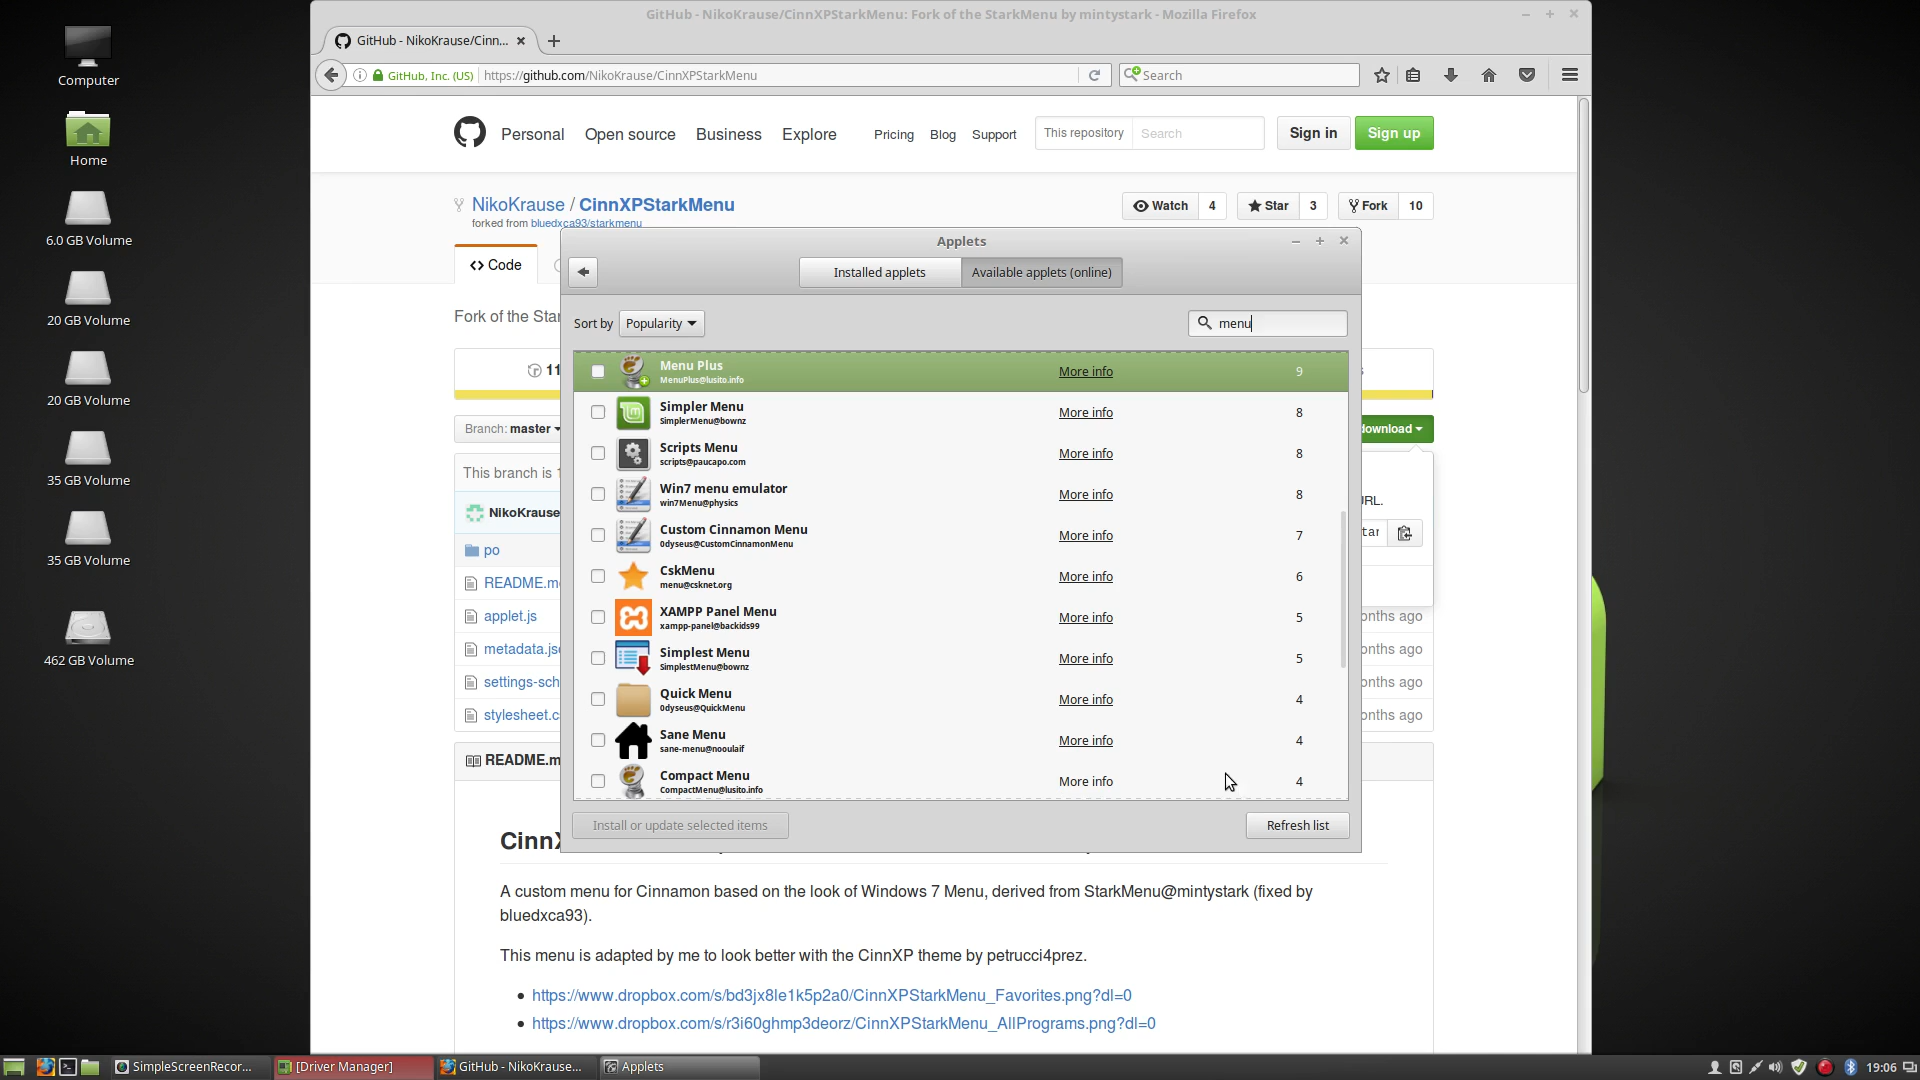 GitHub - NikoKrause/CinnXPStarkMenu: Fork of the StarkMenu by mintystark - Mozilla Firefox
GitHub - NikoKrause/Cinn...
GitHub, Inc. (US) https://github.com/NikoKrause/CinnXPStarkMenu
Search
Computer
Home
6.0 GB Volume
20 GB Volume
20 GB Volume
35 GB Volume
35 GB Volume
462 GB Volume
Personal Open source Business Explore Pricing Blog Support This repository Search Sign in Sign up
NikoKrause / CinnXPStarkMenu
Watch 4 Star 3 Fork 10
forked from bluedxca93/starkmenu
Code
Fork of the Star
11
Branch: master
download
This branch is
NikoKrause
URL.
tar
po
README.m
applet.js
onths ago
metadata.js
onths ago
settings-sch
onths ago
stylesheet.c
onths ago
README.m
Applets
Installed applets Available applets (online)
Sort by Popularity menu
Menu Plus More info 9
MenuPlus@lusito.info
Simpler Menu More info 8
SimplerMenu@bownz
Scripts Menu More info 8
scripts@paucapo.com
Win7 menu emulator More info 8
win7Menu@physics
Custom Cinnamon Menu More info 7
0dyseus@CustomCinnamonMenu
CskMenu More info 6
menu@csknet.org
XAMPP Panel Menu More info 5
xampp-panel@backids99
Simplest Menu More info 5
SimplestMenu@bownz
Quick Menu More info 4
0dyseus@QuickMenu
Sane Menu More info 4
sane-menu@nooulaif
Compact Menu More info 4
CompactMenu@lusito.info
Install or update selected items Refresh list
CinnX
A custom menu for Cinnamon based on the look of Windows 7 Menu, derived from StarkMenu@mintystark (fixed by
bluedxca93).
This menu is adapted by me to look better with the CinnXP theme by petrucci4prez.
https://www.dropbox.com/s/bd3jx8le1k5p2a0/CinnXPStarkMenu_Favorites.png?dl=0
https://www.dropbox.com/s/r3i60ghmp3deorz/CinnXPStarkMenu_AllPrograms.png?dl=0
SimpleScreenRecor... [Driver Manager] GitHub - NikoKrause... Applets 19:06